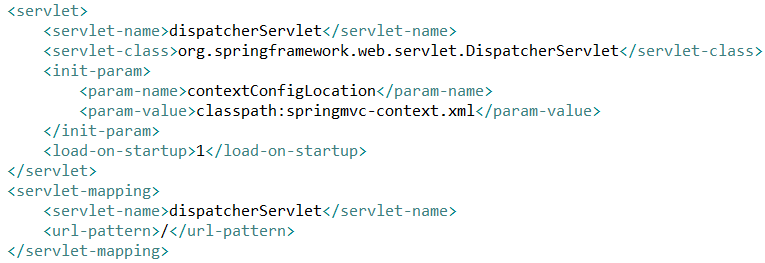 <servlet>
    <servlet-name>dispatcherServlet</servlet-name>
    <servlet-class>org.springframework.web.servlet.DispatcherServlet</servlet-class>
    <init-param>
        <param-name>contextConfigLocation</param-name>
        <param-value>classpath:springmvc-context.xml</param-value>
    </init-param>
    <load-on-startup>1</load-on-startup>
</servlet>
<servlet-mapping>
    <servlet-name>dispatcherServlet</servlet-name>
    <url-pattern>/</url-pattern>
</servlet-mapping>